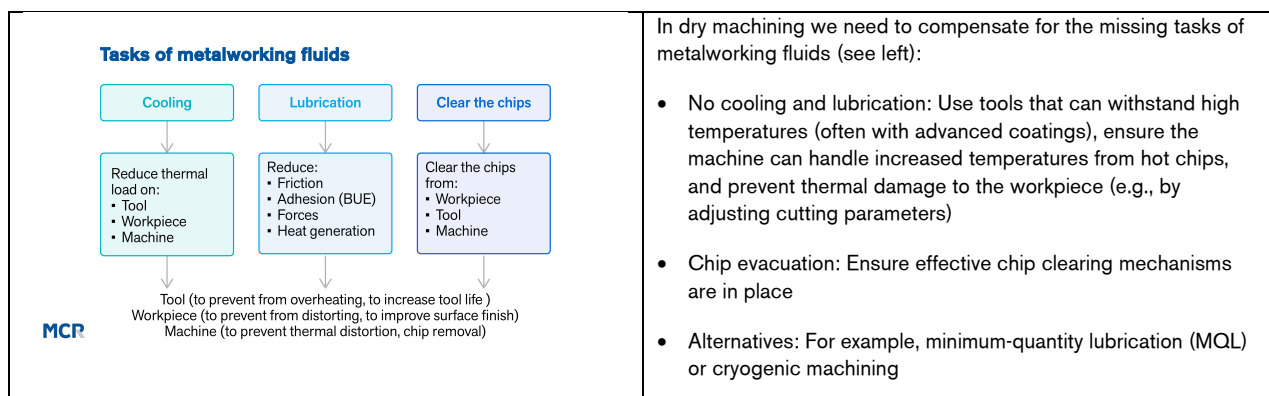 Tasks of metalworking fluids
Cooling
Lubrication
Clear the chips
Reduce thermal
load on:
▪ Tool
▪ Workpiece
▪ Machine
Reduce:
▪ Friction
▪ Adhesion (BUE)
▪ Forces
▪ Heat generation
Clear the chips
from:
▪ Workpiece
▪ Tool
▪ Machine
Tool (to prevent from overheating, to increase tool life )
Workpiece (to prevent from distorting, to improve surface finish)
Machine (to prevent thermal distortion, chip removal)
MCR
In dry machining we need to compensate for the missing tasks of
metalworking fluids (see left):
• No cooling and lubrication: Use tools that can withstand high
temperatures (often with advanced coatings), ensure the
machine can handle increased temperatures from hot chips,
and prevent thermal damage to the workpiece (e.g., by
adjusting cutting parameters)
• Chip evacuation: Ensure effective chip clearing mechanisms
are in place
• Alternatives: For example, minimum-quantity lubrication (MQL)
or cryogenic machining